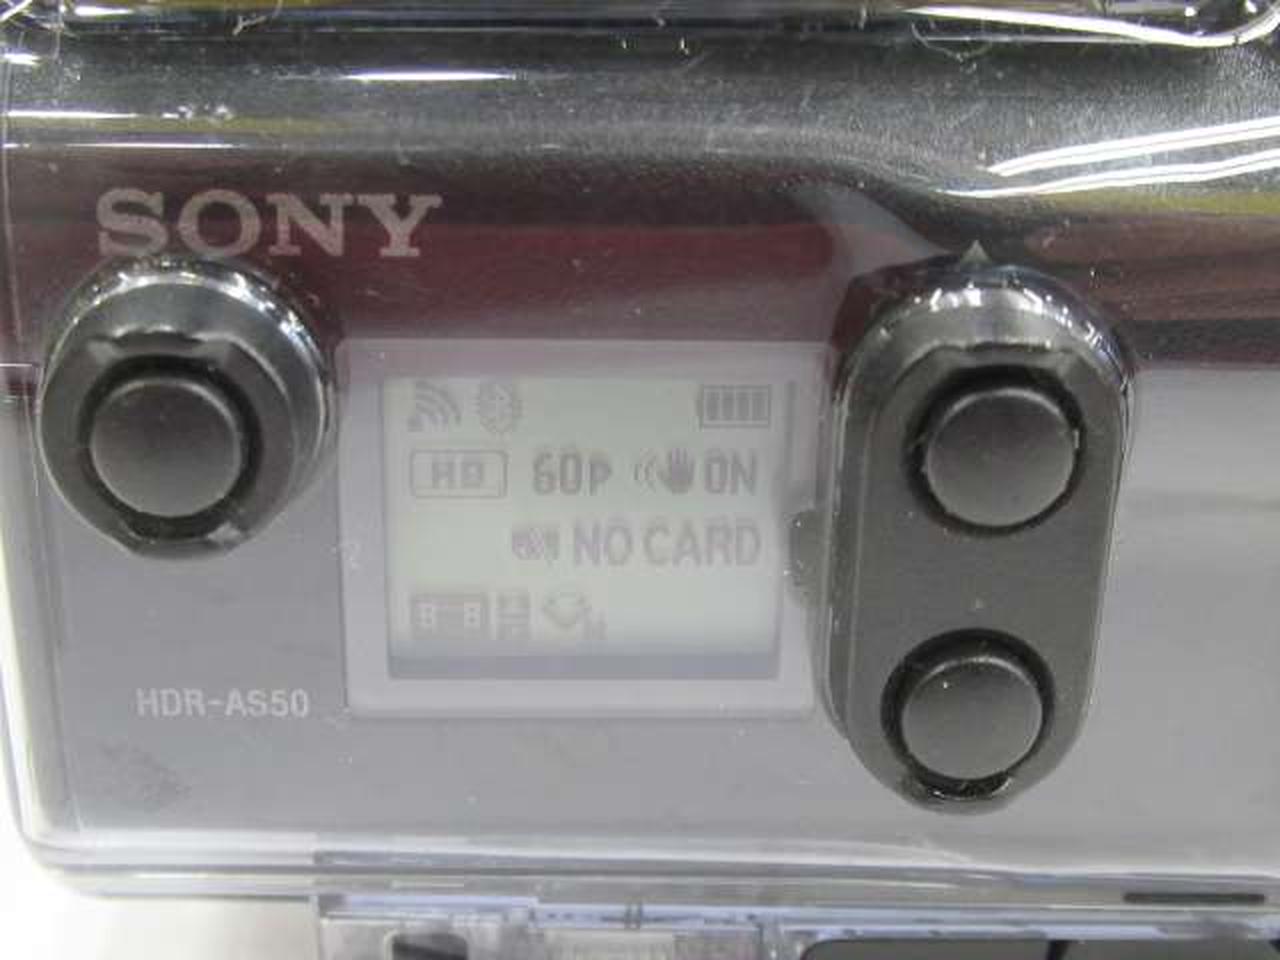 SONY
HD 60P ON
NO CARD
HDR-AS50